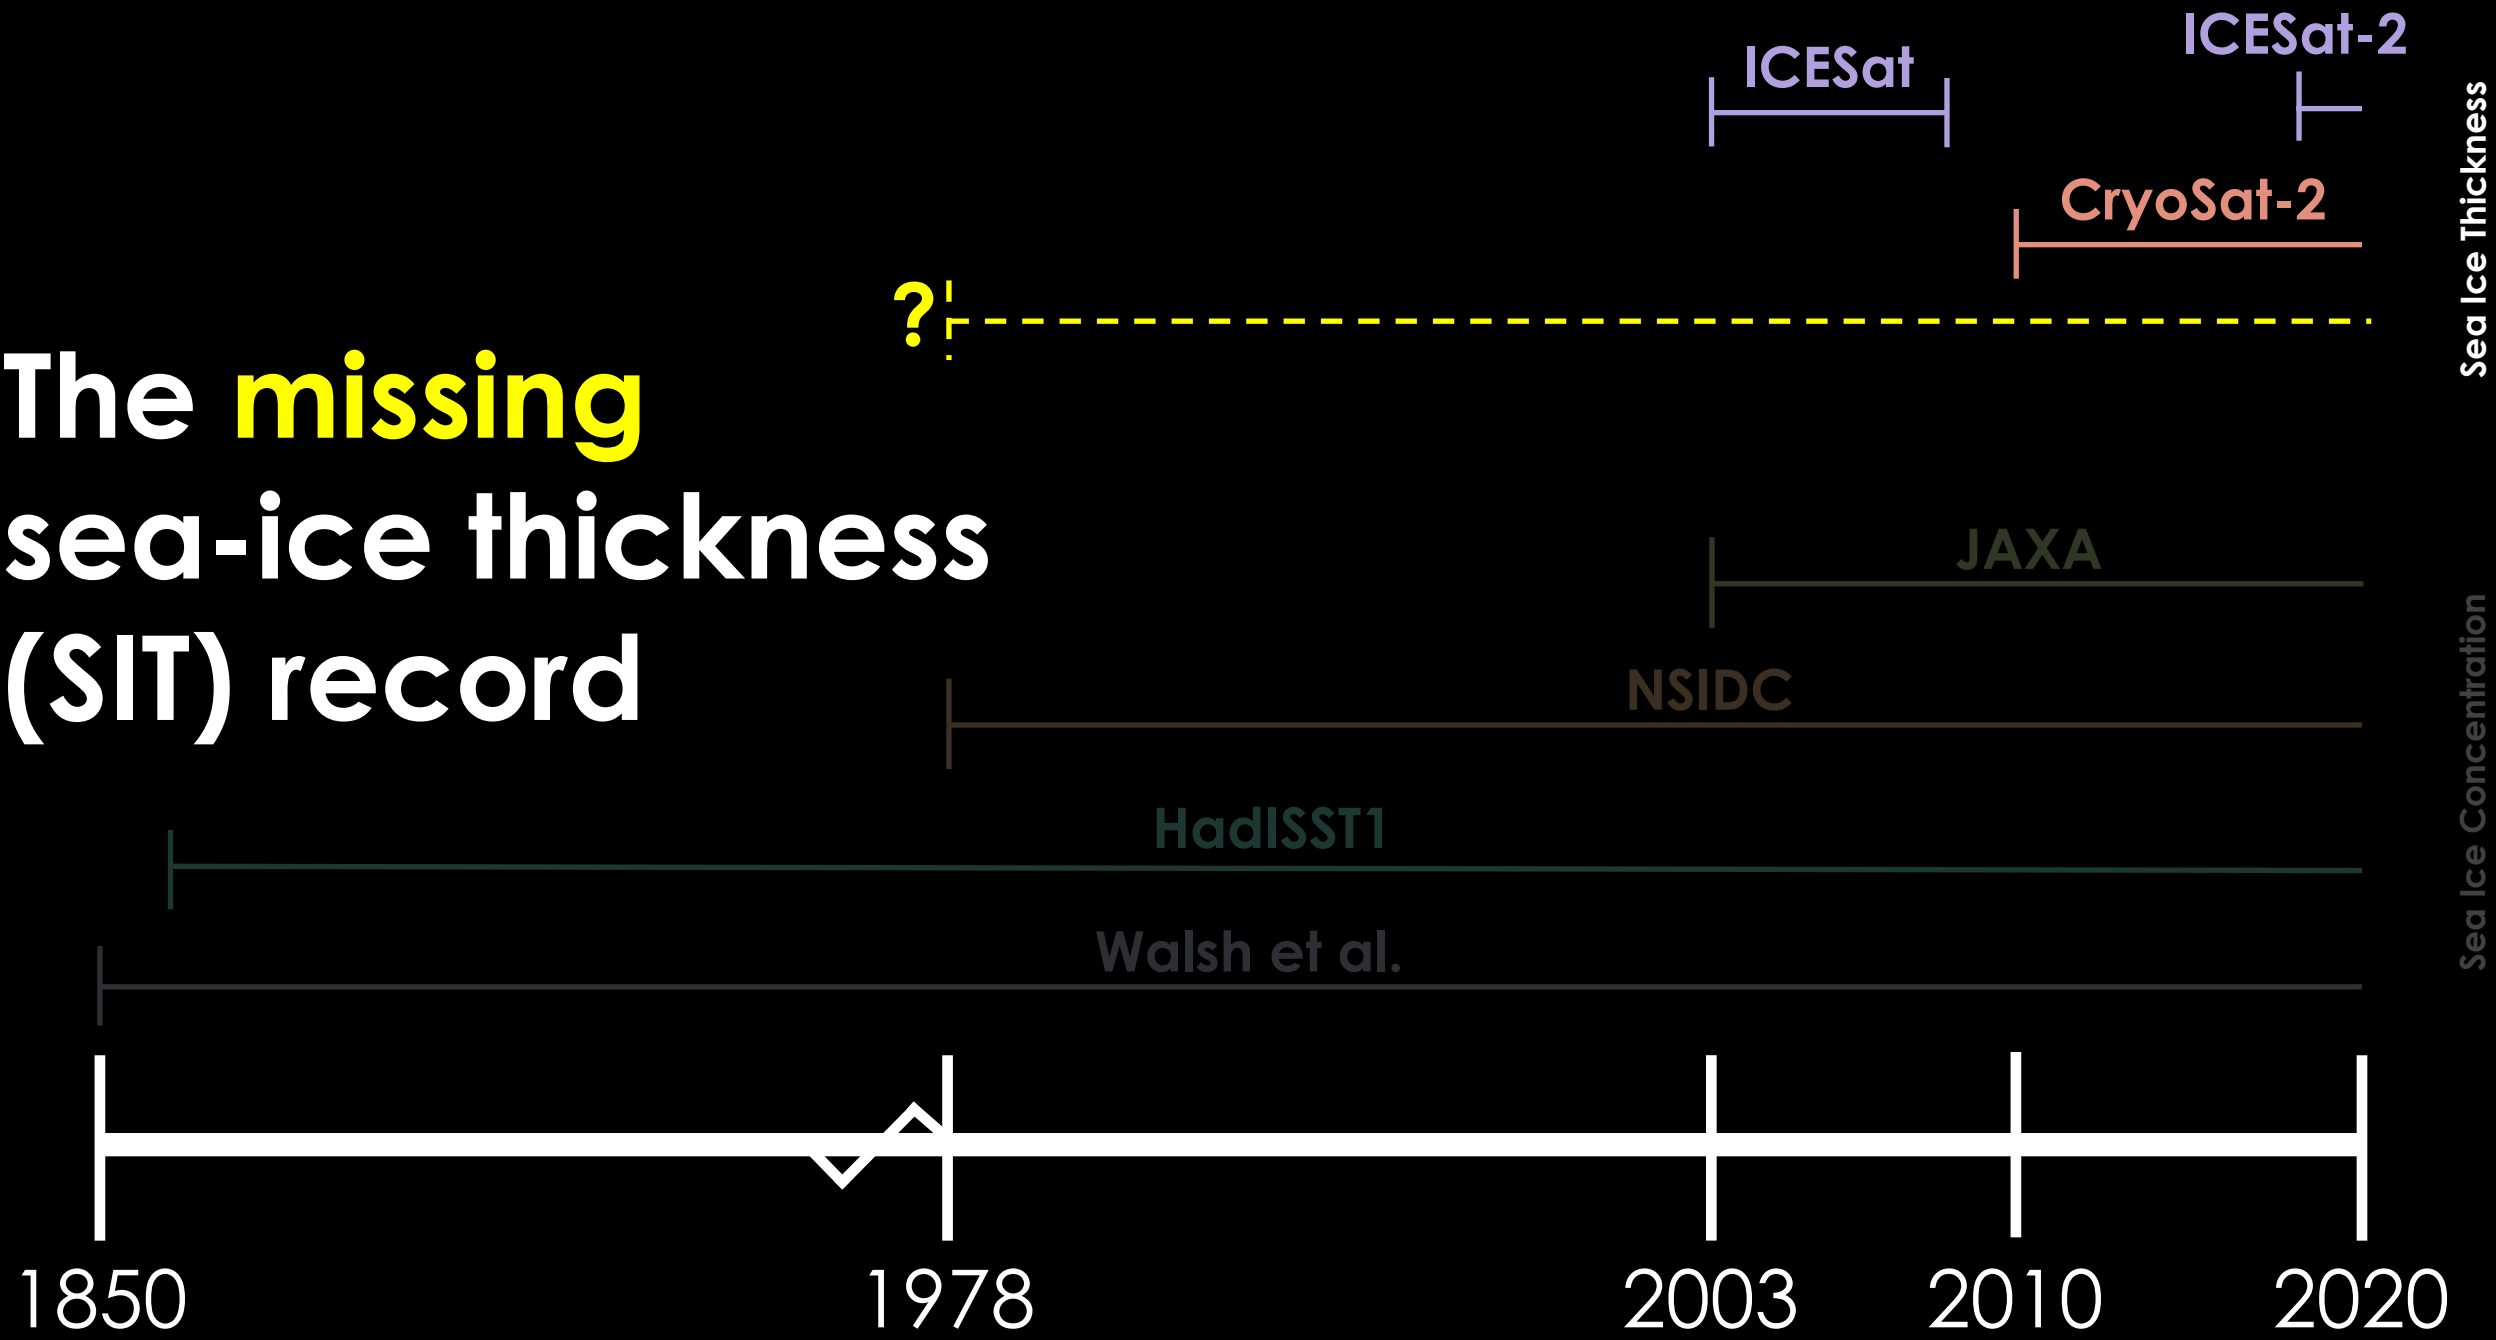 ICESat-2
ICESat
CryoSat-2
Sea Ice Thickness
?
The missing
sea-ice thickness
(SIT) record
JAXA
NSIDC
HadISST1
Walsh et al.
Sea Ice Concentration
1850 1978 2003 2010 2020